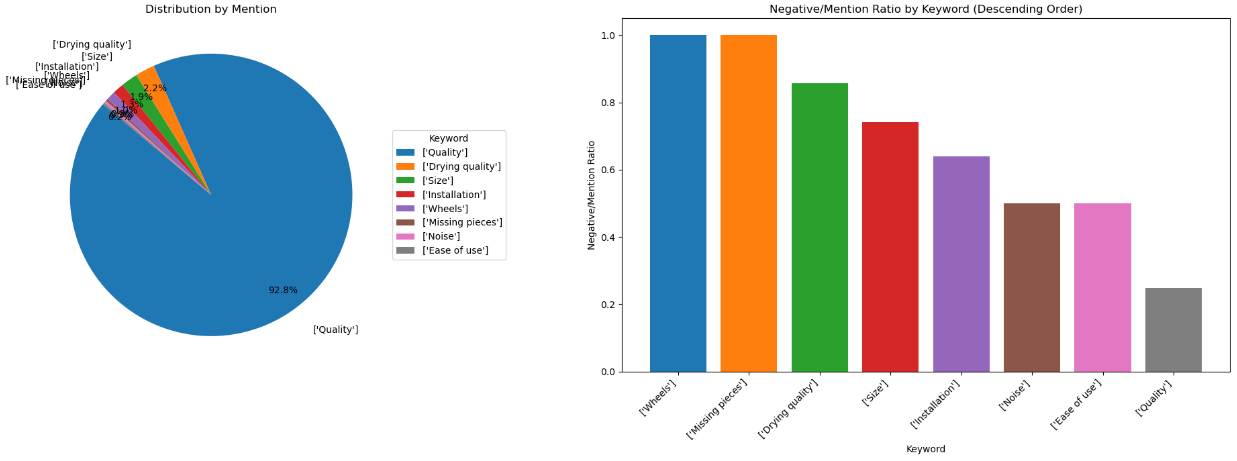 Distribution by Mention
['Drying quality']
['Size']
['Installation']
['Wheels']
['Missing pieces']
['Ease of use']
2.2%
1.9%
92.8%
['Quality']
Keyword
['Quality']
['Drying quality']
['Size']
['Installation']
['Wheels']
['Missing pieces']
['Noise']
['Ease of use']
Negative/Mention Ratio by Keyword (Descending Order)
Negative/Mention Ratio
1.0
0.8
0.6
0.4
0.2
0.0
['Wheels']
['Missing pieces']
['Drying quality']
['Size']
['Installation']
['Noise']
['Ease of use']
['Quality']
Keyword